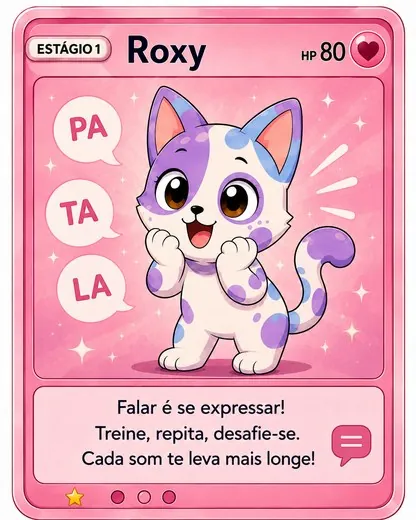 ESTÁGIO 1
Roxy
HP 80
PA
TA
LA
Falar é se expressar!
Treine, repita, desafie-se.
Cada som te leva mais longe!